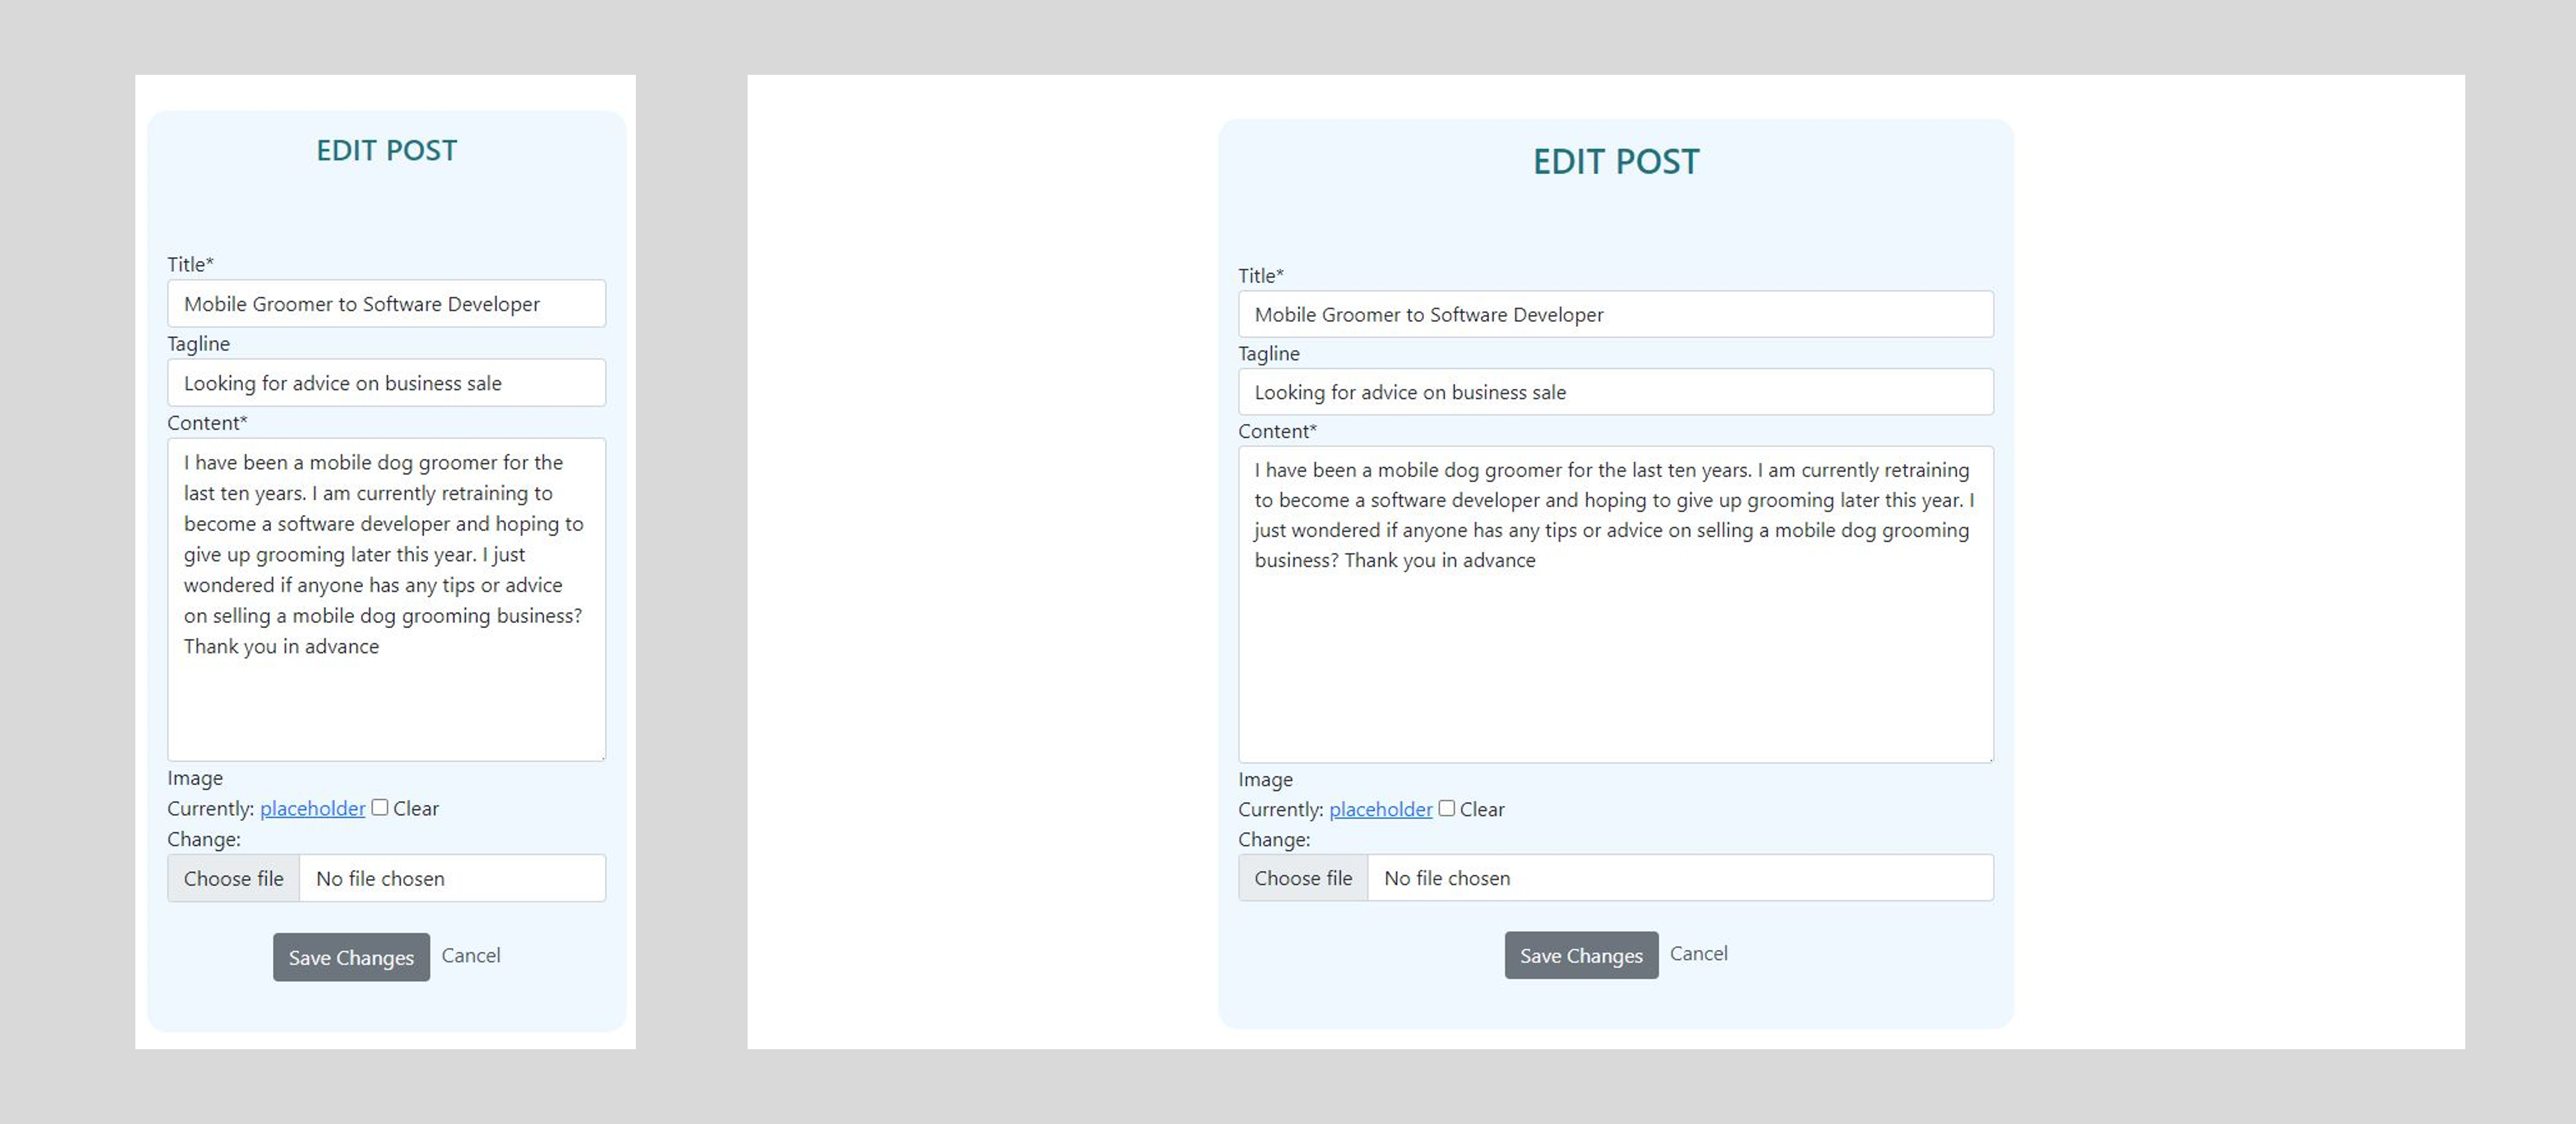 EDIT POST
Title*
Mobile Groomer to Software Developer
Tagline
Looking for advice on business sale
Content*
I have been a mobile dog groomer for the
last ten years. I am currently retraining to
become a software developer and hoping to
give up grooming later this year. I just
wondered if anyone has any tips or advice
on selling a mobile dog grooming business?
Thank you in advance
Image
Currently: placeholder Clear
Change:
Choose file No file chosen
Save Changes Cancel
EDIT POST
Title*
Mobile Groomer to Software Developer
Tagline
Looking for advice on business sale
Content*
I have been a mobile dog groomer for the last ten years. I am currently retraining
to become a software developer and hoping to give up grooming later this year. I
just wondered if anyone has any tips or advice on selling a mobile dog grooming
business? Thank you in advance
Image
Currently: placeholder Clear
Change:
Choose file No file chosen
Save Changes Cancel